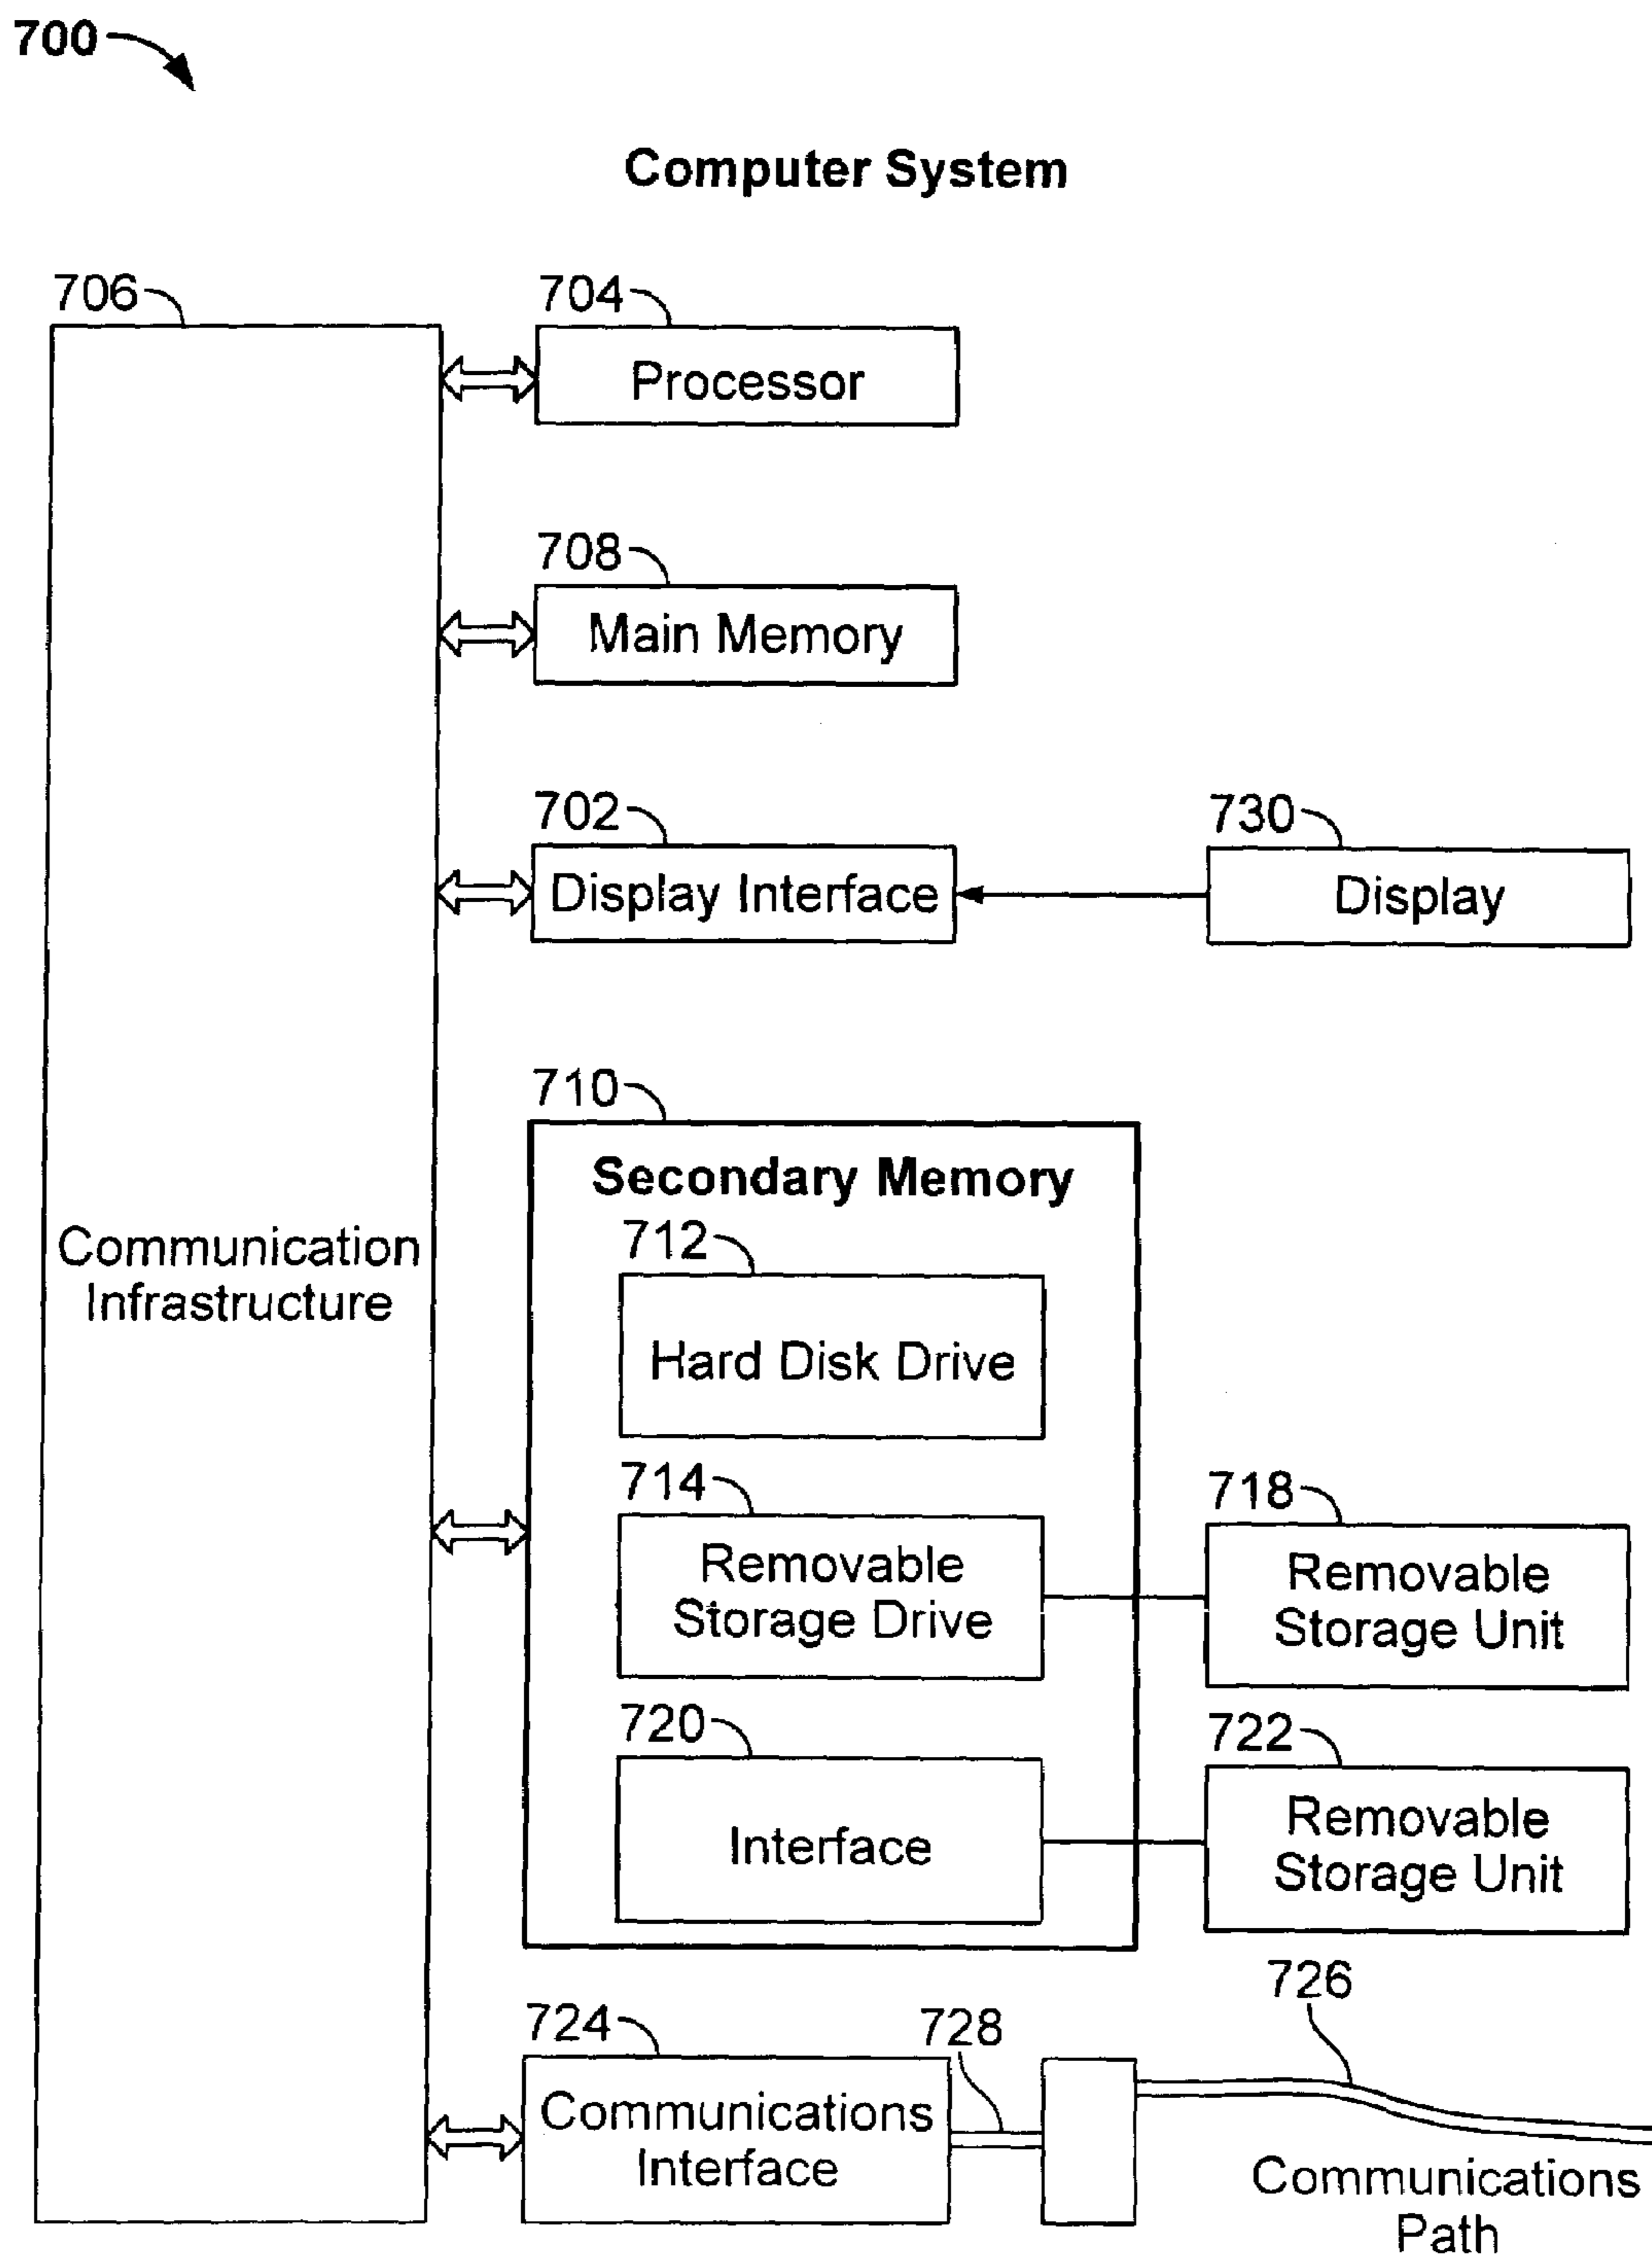 700
Computer System
706
704
Processor
708
Main Memory
702
Display Interface
730
Display
710
Secondary Memory
712
Hard Disk Drive
Communication
Infrastructure
714
Removable
Storage Drive
718
Removable
Storage Unit
720
Interface
722
Removable
Storage Unit
724
Communications
Interface
728
726
Communications
Path